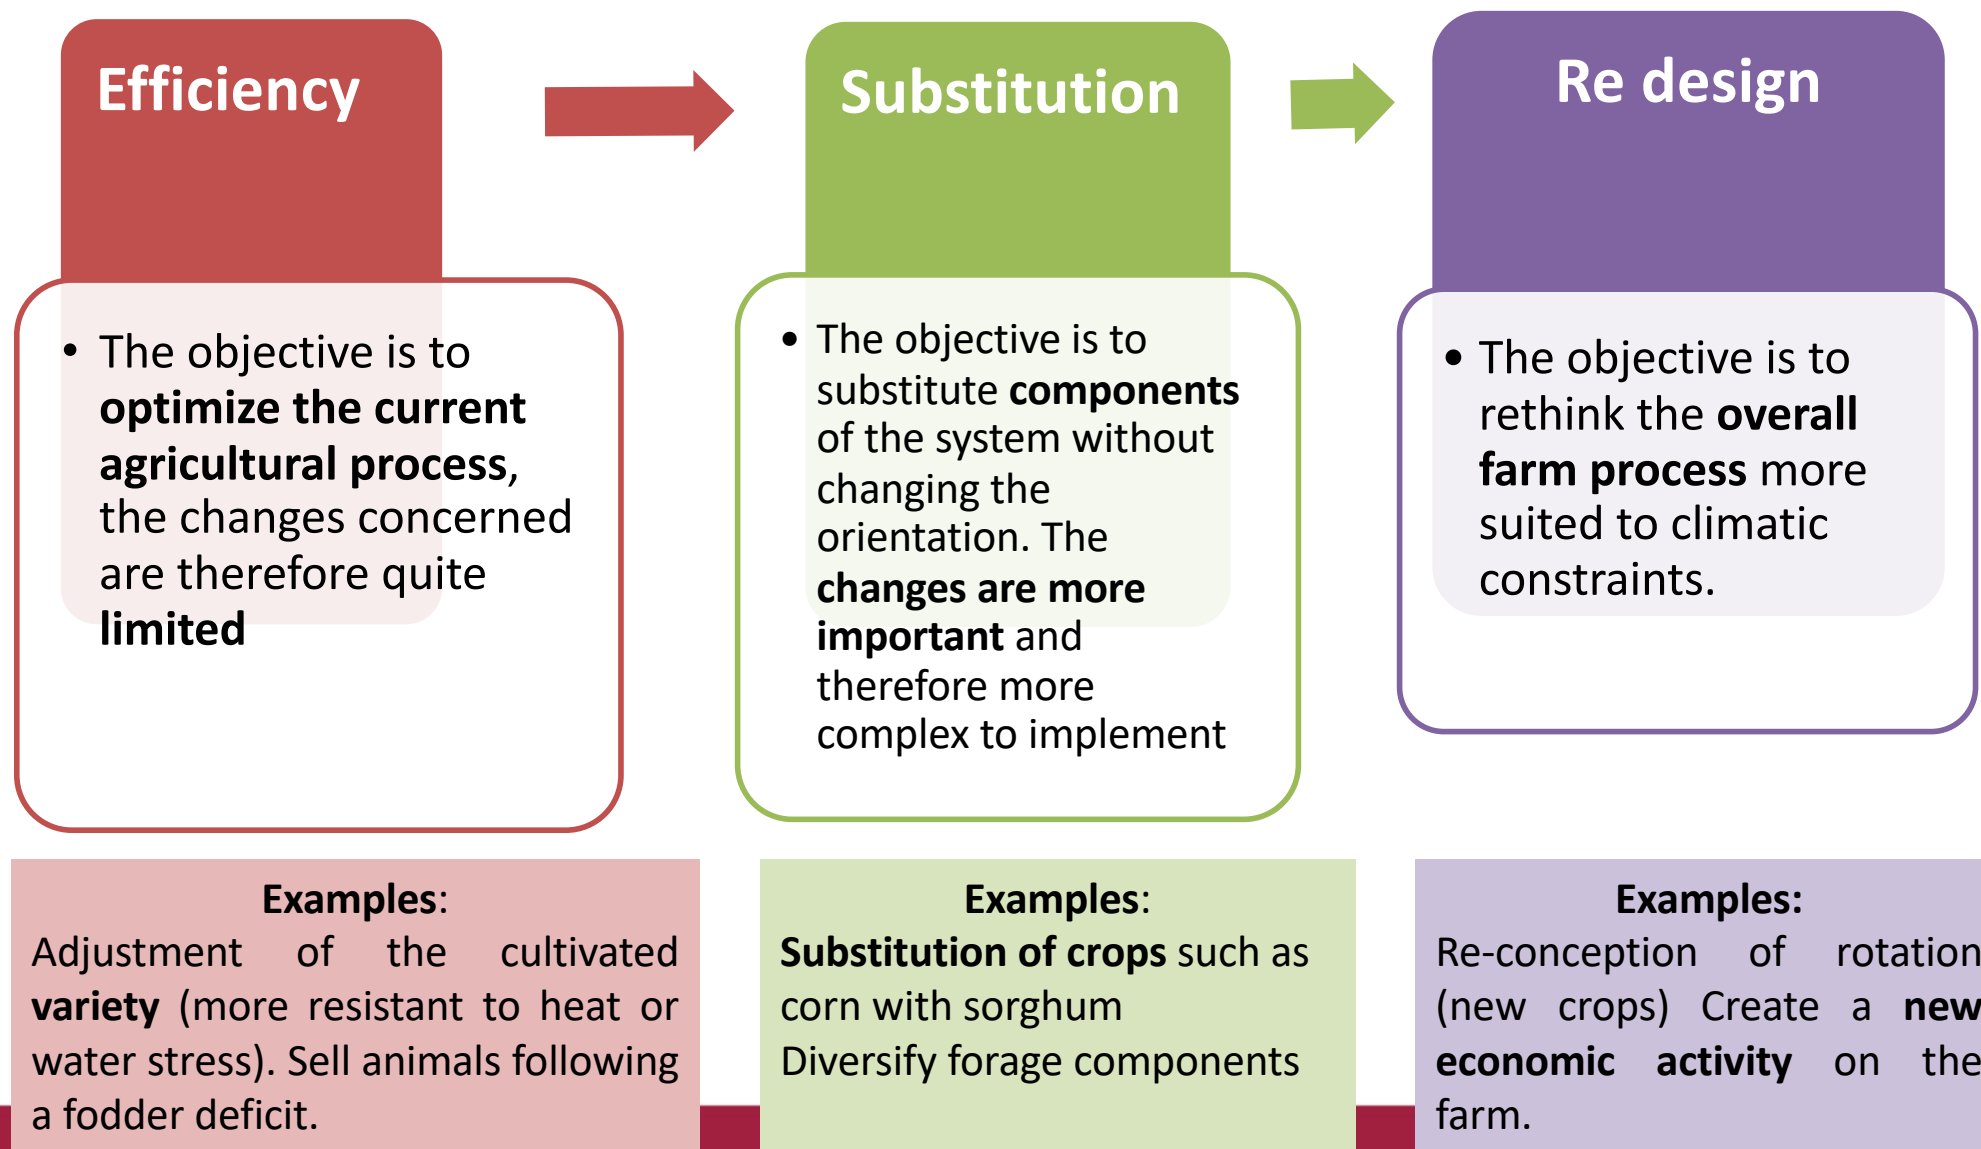 Efficiency
• The objective is to
optimize the current
agricultural process,
the changes concerned
are therefore quite
limited
Examples:
Adjustment of the cultivated
variety (more resistant to heat or
water stress). Sell animals following
a fodder deficit.
Substitution
• The objective is to
substitute components
of the system without
changing the
orientation. The
changes are more
important and
therefore more
complex to implement
Examples:
Substitution of crops such as
corn with sorghum
Diversify forage components
Re design
• The objective is to
rethink the overall
farm process more
suited to climatic
constraints.
Examples:
Re-conception of rotation
(new crops) Create a new
economic activity on the
farm.